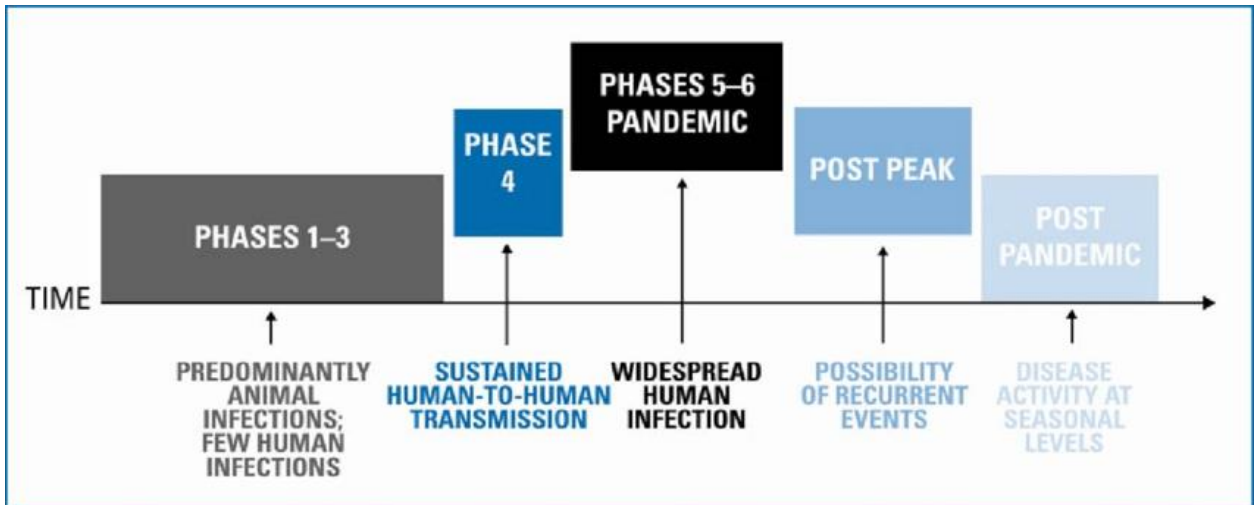 PHASES 5–6
PANDEMIC
PHASE
4
POST PEAK
PHASES 1–3
POST
PANDEMIC
TIME
PREDOMINANTLY
ANIMAL
INFECTIONS;
FEW HUMAN
INFECTIONS
SUSTAINED
HUMAN-TO-HUMAN
TRANSMISSION
WIDESPREAD
HUMAN
INFECTION
POSSIBILITY
OF RECURRENT
EVENTS
DISEASE
ACTIVITY AT
SEASONAL
LEVELS